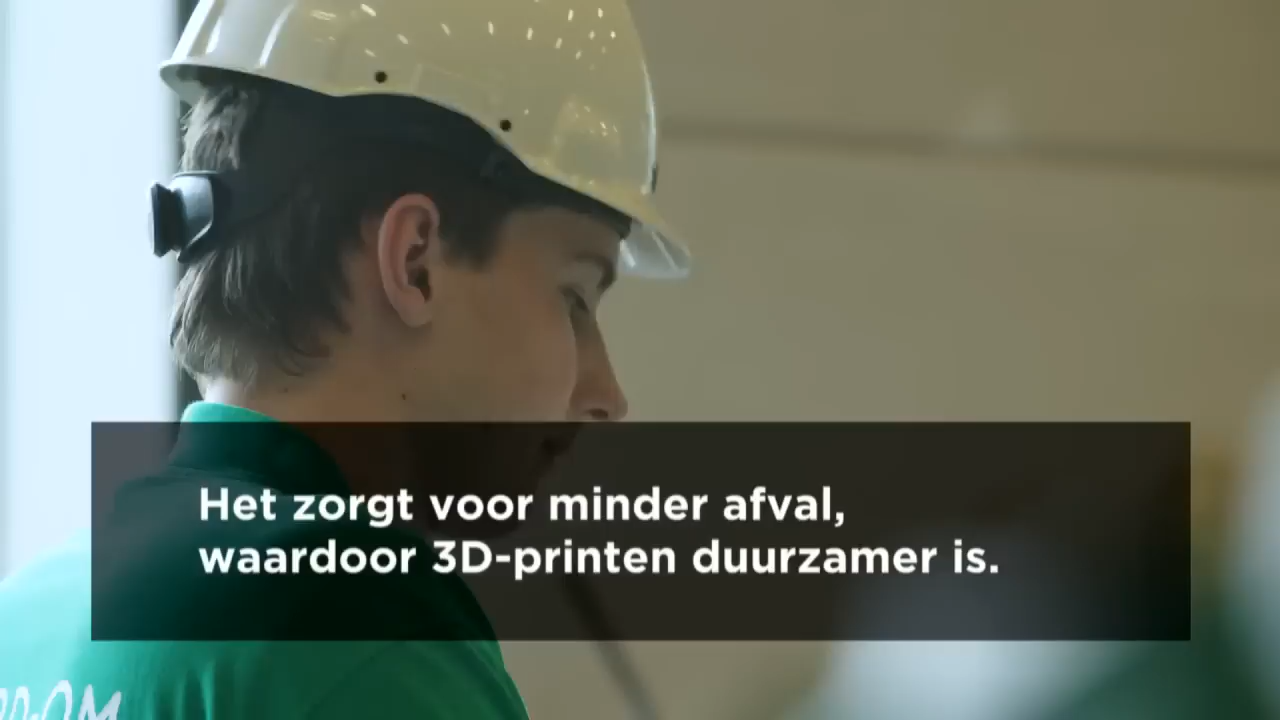 Het zorgt voor minder afval,
waardoor 3D-printen duurzamer is.